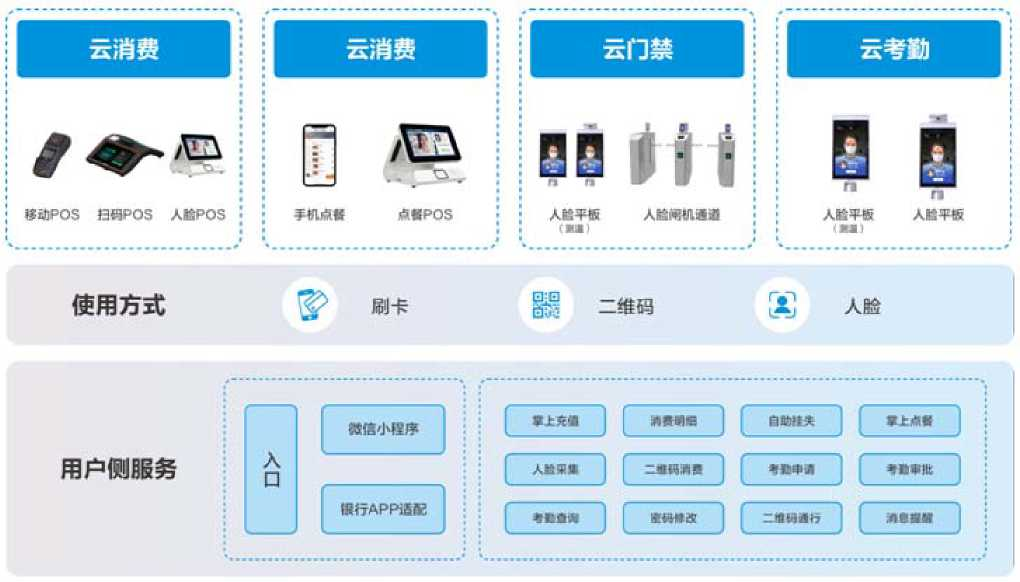 云消费
云消费
云门禁
云考勤
移动POS
扫码POS
人脸POS
手机点餐
点餐POS
人脸平板
（测温）
人脸闸机通道
人脸平板
（测温）
人脸平板
使用方式
刷卡
二维码
人脸
用户侧服务
入口
微信小程序
银行APP适配
掌上充值
消费明细
自助挂失
掌上点餐
人脸采集
二维码消费
考勤申请
考勤审批
考勤查询
密码修改
二维码通行
消息提醒